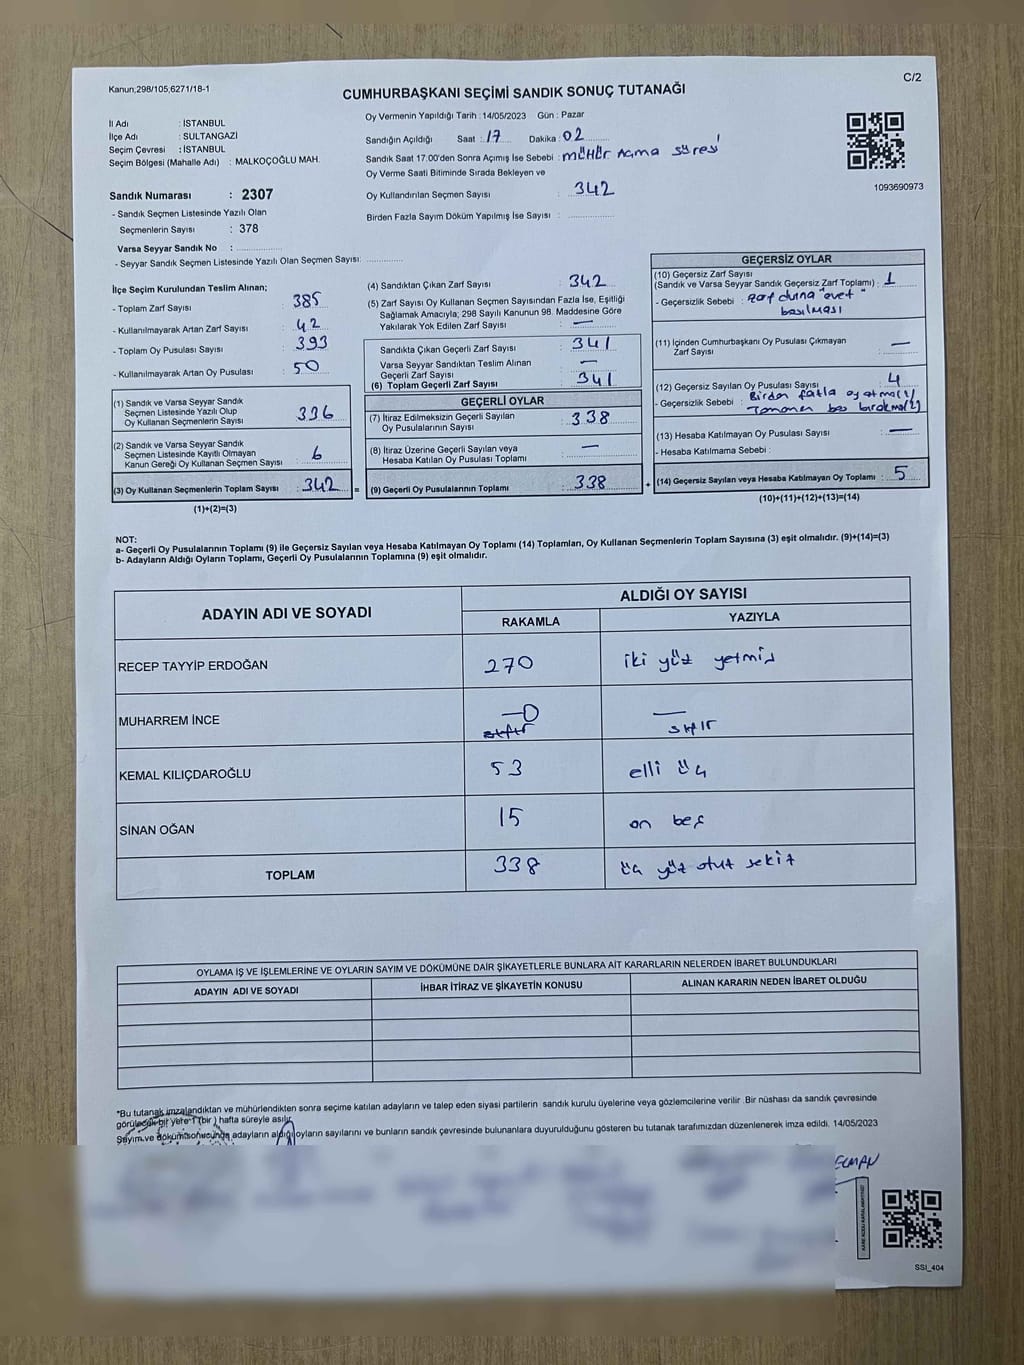 Kanun,298/105,6271/18-1
C/2
CUMHURBAŞKANI SEÇİMİ SANDIK SONUÇ TUTANAĞI
İl Adı : İSTANBUL
İlçe Adı : SULTANGAZİ
Seçim Çevresi : İSTANBUL
Seçim Bölgesi (Mahalle Adı) : MALKOÇOĞLU MAH.
Sandık Numarası : 2307
- Sandık Seçmen Listesinde Yazılı Olan
Seçmenlerin Sayısı : 378
Varsa Seyyar Sandık No :
- Seyyar Sandık Seçmen Listesinde Yazılı Olan Seçmen Sayısı:
Oy Vermenin Yapıldığı Tarih : 14/05/2023 Gün : Pazar
Sandığın Açıldığı Saat : 17 Dakika : 02
Sandık Saat 17.00'den Sonra Açımış İse Sebebi : mühür Açma süresi
Oy Verme Saati Bitiminde Sırada Bekleyen ve
Oy Kullandırılan Seçmen Sayısı : 342
Birden Fazla Sayım Döküm Yapılmış İse Sayısı :
1093690973
İlçe Seçim Kurulundan Teslim Alınan;
- Toplam Zarf Sayısı : 385
- Kullanılmayarak Artan Zarf Sayısı : 42
- Toplam Oy Pusulası Sayısı : 393
- Kullanılmayarak Artan Oy Pusulası : 50
(1) Sandık ve Varsa Seyyar Sandık
Seçmen Listesinde Yazılı Olup
Oy Kullanan Seçmenlerin Sayısı : 336
(2) Sandık ve Varsa Seyyar Sandık
Seçmen Listesinde Kayıtlı Olmayan
Kanun Gereği Oy Kullanan Seçmen Sayısı : 6
(3) Oy Kullanan Seçmenlerin Toplam Sayısı : 342 =
(1)+(2)=(3)
(4) Sandıktan Çıkan Zarf Sayısı : 342
(5) Zarf Sayısı Oy Kullanan Seçmen Sayısından Fazla İse, Eşitliği
Sağlamak Amacıyla; 298 Sayılı Kanunun 98. Maddesine Göre
Yakılarak Yok Edilen Zarf Sayısı : —
Sandıkta Çıkan Geçerli Zarf Sayısı : 341
Varsa Seyyar Sandıktan Teslim Alınan
Geçerli Zarf Sayısı : —
(6) Toplam Geçerli Zarf Sayısı : 341
GEÇERLİ OYLAR
(7) İtiraz Edilmeksizin Geçerli Sayılan
Oy Pusulalarının Sayısı : 338
(8) İtiraz Üzerine Geçerli Sayılan veya
Hesaba Katılan Oy Pusulası Toplamı : —
(9) Geçerli Oy Pusulalarının Toplamı : 338 +
GEÇERSİZ OYLAR
(10) Geçersiz Zarf Sayısı
(Sandık ve Varsa Seyyar Sandık Geçersiz Zarf Toplamı) : 1
- Geçersizlik Sebebi : zarf dışına "evet"
basılması
(11) İçinden Cumhurbaşkanı Oy Pusulası Çıkmayan
Zarf Sayısı : —
(12) Geçersiz Sayılan Oy Pusulası Sayısı : 4
- Geçersizlik Sebebi : Birden fazla oy atma(2)
Tamamen boş bırakma(2)
(13) Hesaba Katılmayan Oy Pusulası Sayısı : —
- Hesaba Katılmama Sebebi :
(14) Geçersiz Sayılan veya Hesaba Katılmayan Oy Toplamı : 5
(10)+(11)+(12)+(13)=(14)
NOT:
a- Geçerli Oy Pusulalarının Toplamı (9) ile Geçersiz Sayılan veya Hesaba Katılmayan Oy Toplamı (14) Toplamları, Oy Kullanan Seçmenlerin Toplam Sayısına (3) eşit olmalıdır. (9)+(14)=(3)
b- Adayların Aldığı Oyların Toplamı, Geçerli Oy Pusulalarının Toplamına (9) eşit olmalıdır.
ADAYIN ADI VE SOYADI
ALDIĞI OY SAYISI
RAKAMLA YAZIYLA
RECEP TAYYİP ERDOĞAN 270 iki yüz yetmiş
MUHARREM İNCE —0 sıfır — sıfır
KEMAL KILIÇDAROĞLU 53 elli üç
SİNAN OĞAN 15 on beş
TOPLAM 338 üç yüz otuz sekiz
OYLAMA İŞ VE İŞLEMLERİNE VE OYLARIN SAYIM VE DÖKÜMÜNE DAİR ŞİKAYETLERLE BUNLARA AİT KARARLARIN NELERDEN İBARET BULUNDUKLARI
ADAYIN ADI VE SOYADI İHBAR İTİRAZ VE ŞİKAYETİN KONUSU ALINAN KARARIN NEDEN İBARET OLDUĞU
*Bu tutanak imzalandıktan ve mühürlendikten sonra seçime katılan adayların ve talep eden siyasi partilerin sandık kurulu üyelerine veya gözlemcilerine verilir .Bir nüshası da sandık çevresinde
görülecek bir yere 1 (bir ) hafta süreyle asılır.
Sayım ve döküm sonucunda adayların aldığı oyların sayılarını ve bunların sandık çevresinde bulunanlara duyurulduğunu gösteren bu tutanak tarafımızdan düzenlenerek imza edildi. 14/05/2023
SSI_404